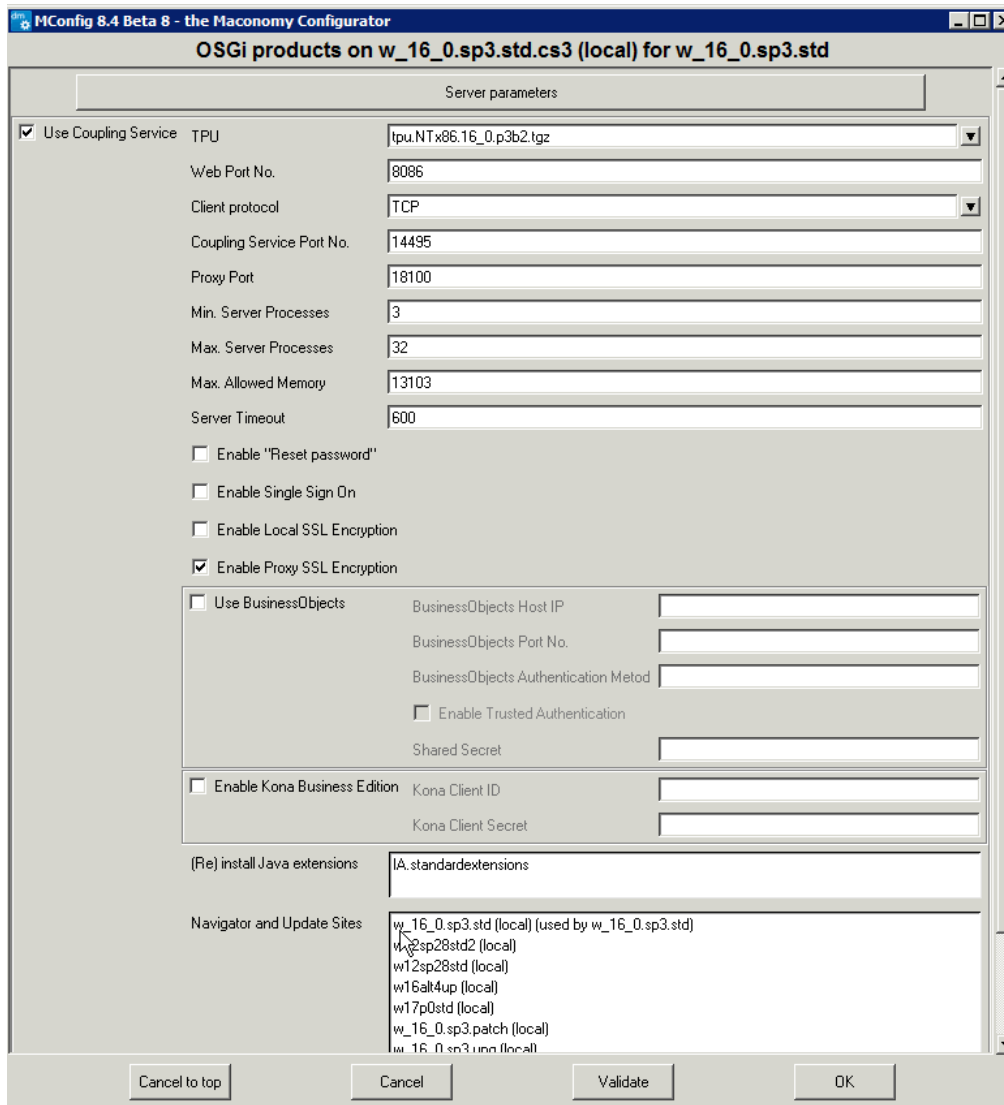 dm
MConfig 8.4 Beta 8 - the Maconomy Configurator
OSGi products on w_16_0.sp3.std.cs3 (local) for w_16_0.sp3.std
Server parameters
Use Coupling Service TPU tpu.NTx86.16_0.p3b2.tgz
Web Port No. 8086
Client protocol TCP
Coupling Service Port No. 14495
Proxy Port 18100
Min. Server Processes 3
Max. Server Processes 32
Max. Allowed Memory 13103
Server Timeout 600
Enable "Reset password"
Enable Single Sign On
Enable Local SSL Encryption
Enable Proxy SSL Encryption
Use BusinessObjects BusinessObjects Host IP
BusinessObjects Port No.
BusinessObjects Authentication Metod
Enable Trusted Authentication
Shared Secret
Enable Kona Business Edition Kona Client ID
Kona Client Secret
(Re) install Java extensions IA.standardextensions
Navigator and Update Sites w_16_0.sp3.std (local) (used by w_16_0.sp3.std)
(local)
w12sp28std (local)
w16alt4up (local)
w17p0std (local)
w_16_0.sp3.patch (local)
w_16_0.sp3.upg (local)
Cancel to top Cancel Validate OK